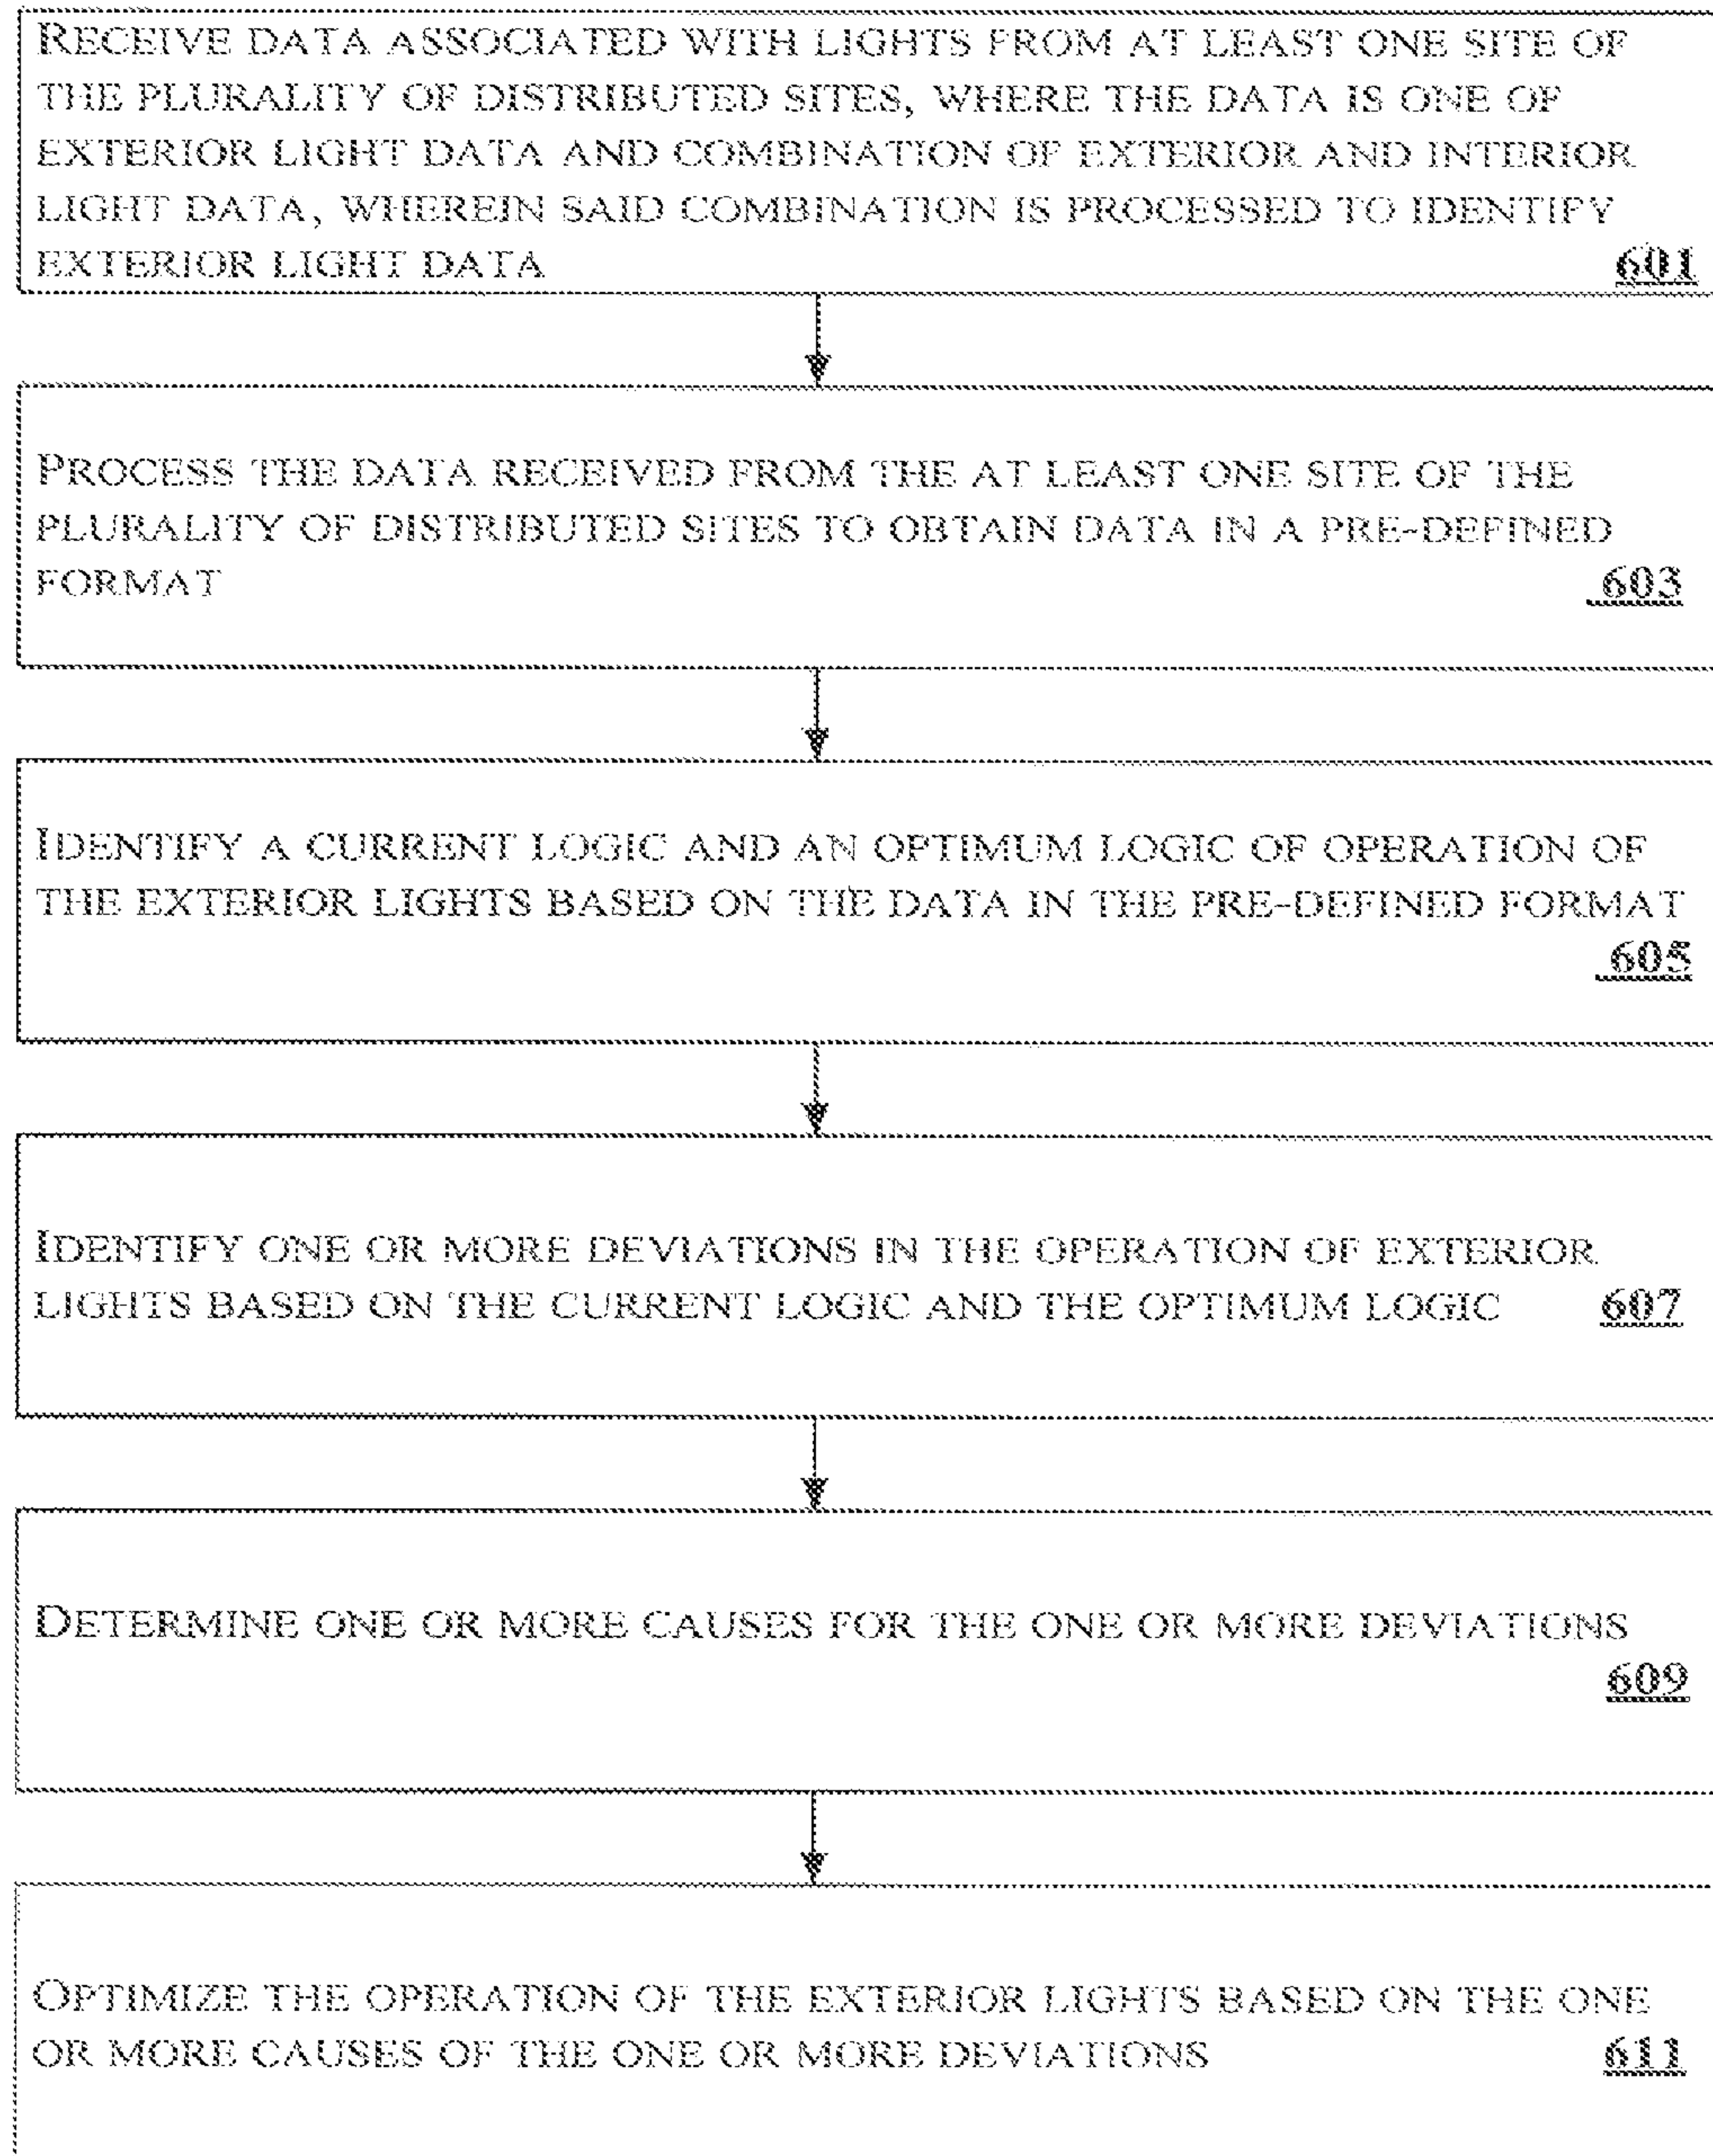 RECEIVE DATA ASSOCIATED WITH LIGHTS FROM AT LEAST ONE SITE OF
THE PLURALITY OF DISTRIBUTED SITES, WHERE THE DATA IS ONE OF
EXTERIOR LIGHT DATA AND COMBINATION OF EXTERIOR AND INTERIOR
LIGHT DATA, WHEREIN SAID COMBINATION IS PROCESSED TO IDENTIFY
EXTERIOR LIGHT DATA 601
PROCESS THE DATA RECEIVED FROM THE AT LEAST ONE SITE OF THE
PLURALITY OF DISTRIBUTED SITES TO OBTAIN DATA IN A PRE-DEFINED
FORMAT 603
IDENTIFY A CURRENT LOGIC AND AN OPTIMUM LOGIC OF OPERATION OF
THE EXTERIOR LIGHTS BASED ON THE DATA IN THE PRE-DEFINED FORMAT
605
IDENTIFY ONE OR MORE DEVIATIONS IN THE OPERATION OF EXTERIOR
LIGHTS BASED ON THE CURRENT LOGIC AND THE OPTIMUM LOGIC 607
DETERMINE ONE OR MORE CAUSES FOR THE ONE OR MORE DEVIATIONS
609
OPTIMIZE THE OPERATION OF THE EXTERIOR LIGHTS BASED ON THE ONE
OR MORE CAUSES OF THE ONE OR MORE DEVIATIONS 611